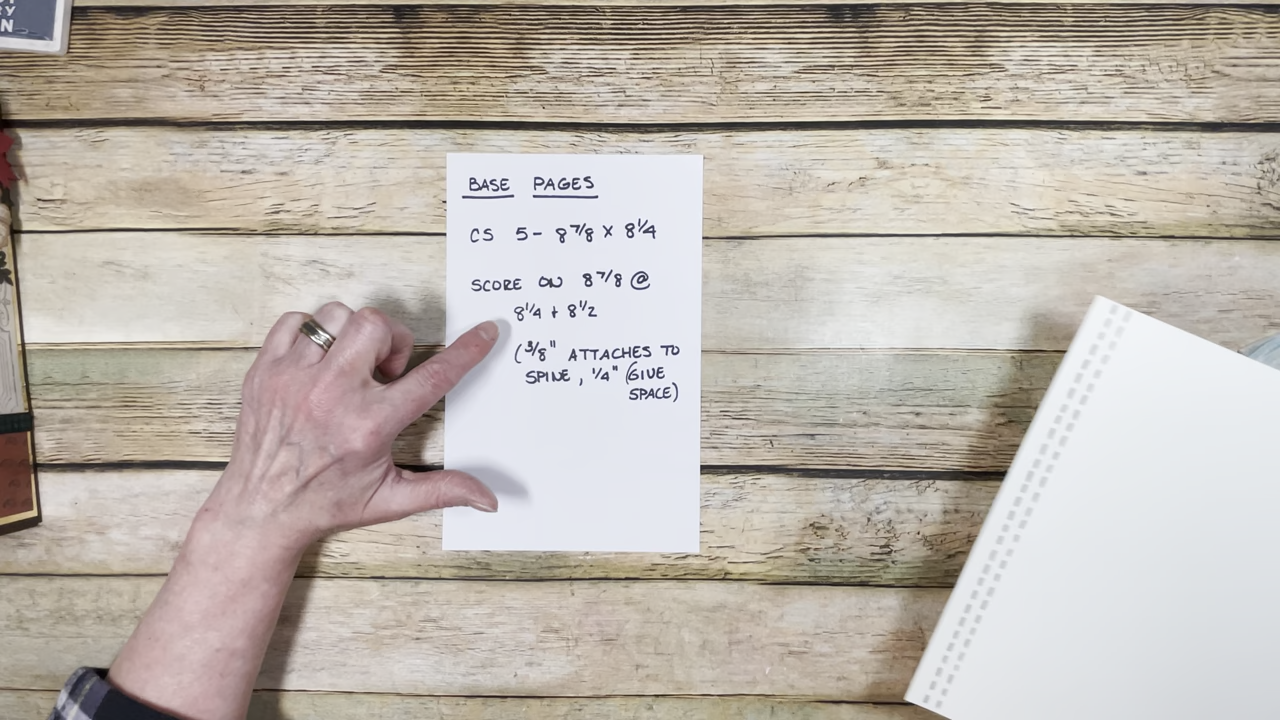 BASE PAGES
CS 5- 8 7/8 x 8 1/4
SCORE ON 8 7/8 @
8 1/4 + 8 1/2
(3/8" ATTACHES TO
SPINE, 1/4" (GIVE
SPACE)